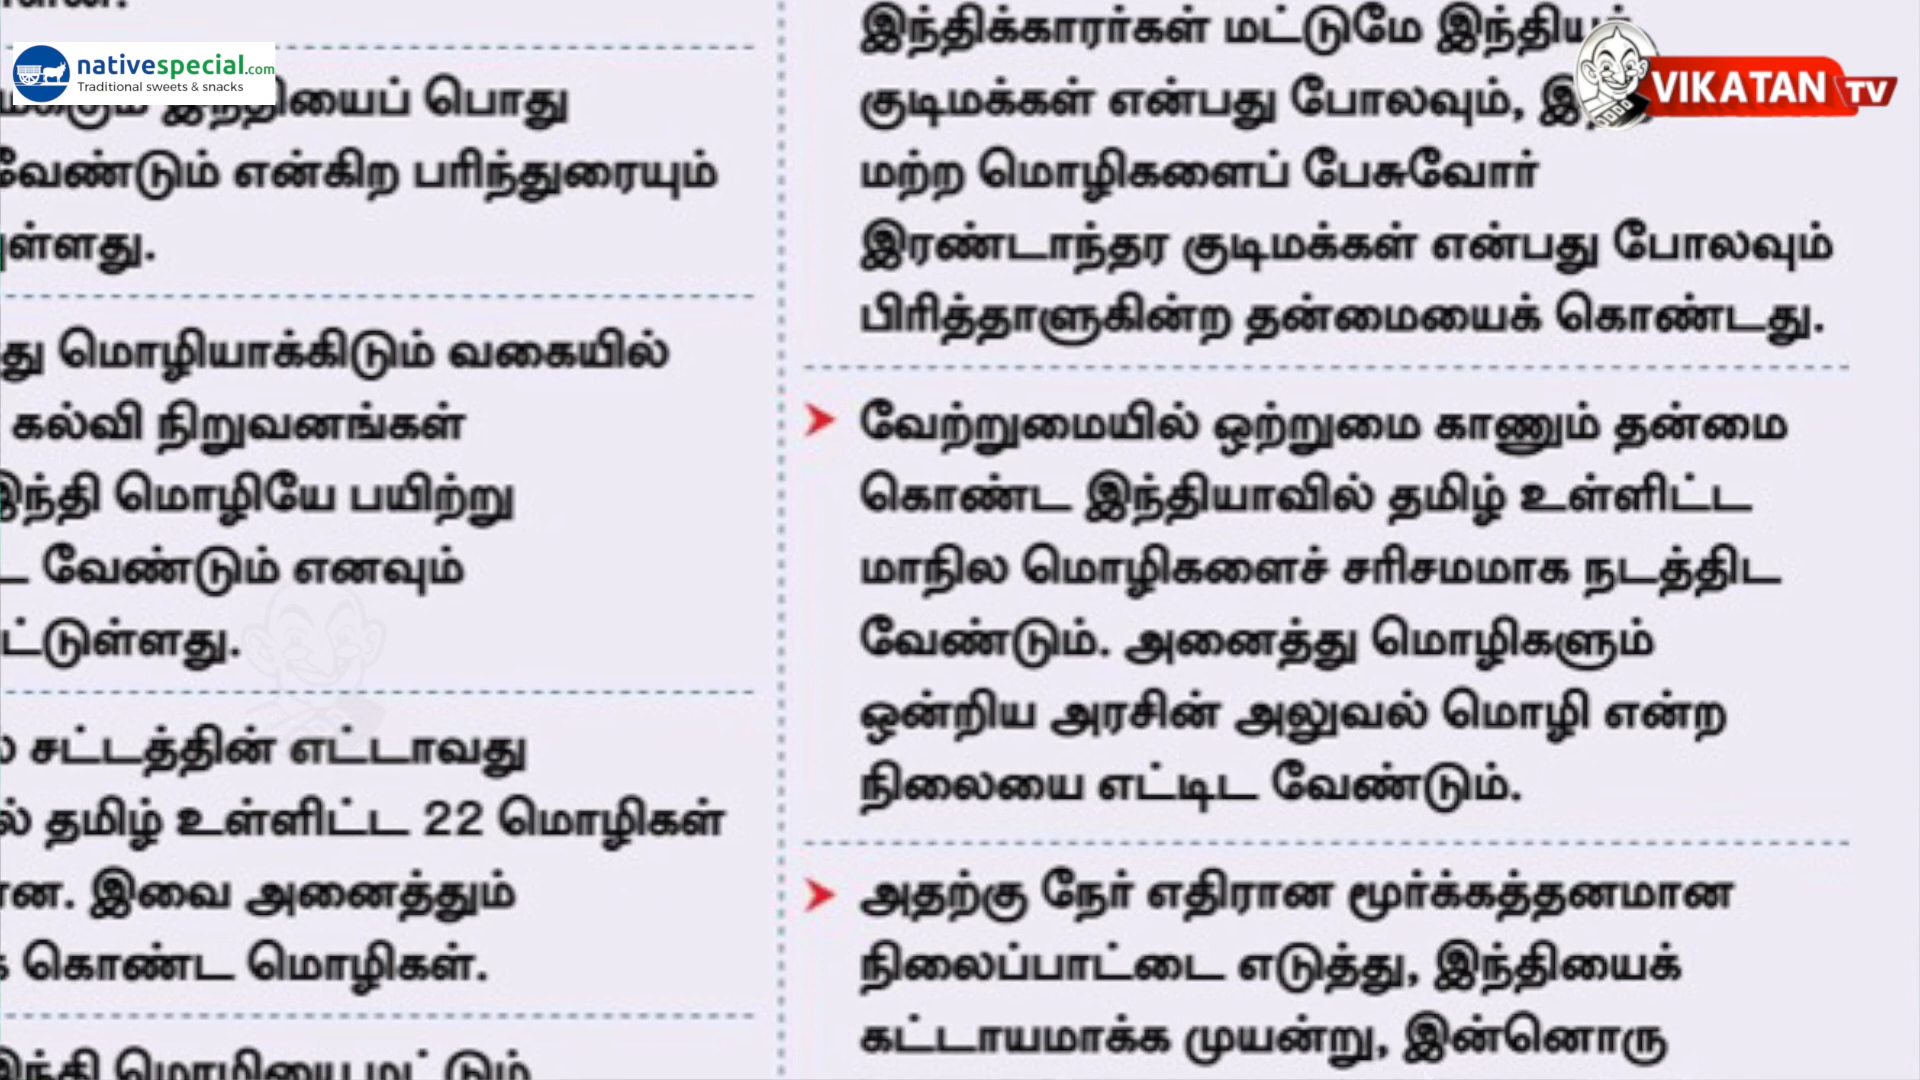 nativespecial.com
Traditional sweets & snacks
இந்தியைப் பொது
வேண்டும் என்கிற பரிந்துரையும்
ள்ளது.
து மொழியாக்கிடும் வகையில்
கல்வி நிறுவனங்கள்
இந்தி மொழியே பயிற்று
ட வேண்டும் எனவும்
ட்டுள்ளது.
சட்டத்தின் எட்டாவது
ல் தமிழ் உள்ளிட்ட 22 மொழிகள்
ன. இவை அனைத்தும்
கொண்ட மொழிகள்.
இந்தி மொழியை மட்டும்
இந்திக்காரர்கள் மட்டுமே
குடிமக்கள் என்பது போலவும்,
மற்ற மொழிகளைப் பேசுவோர்
இரண்டாந்தர குடிமக்கள் என்பது போலவும்
பிரித்தாளுகின்ற தன்மையைக் கொண்டது.
வேற்றுமையில் ஒற்றுமை காணும் தன்மை
கொண்ட இந்தியாவில் தமிழ் உள்ளிட்ட
மாநில மொழிகளைச் சரிசமமாக நடத்திட
வேண்டும். அனைத்து மொழிகளும்
ஒன்றிய அரசின் அலுவல் மொழி என்ற
நிலையை எட்டிட வேண்டும்.
அதற்கு நேர் எதிரான மூர்க்கத்தனமான
நிலைப்பாட்டை எடுத்து, இந்தியைக்
கட்டாயமாக்க முயன்று, இன்னொரு
VIKATAN TV